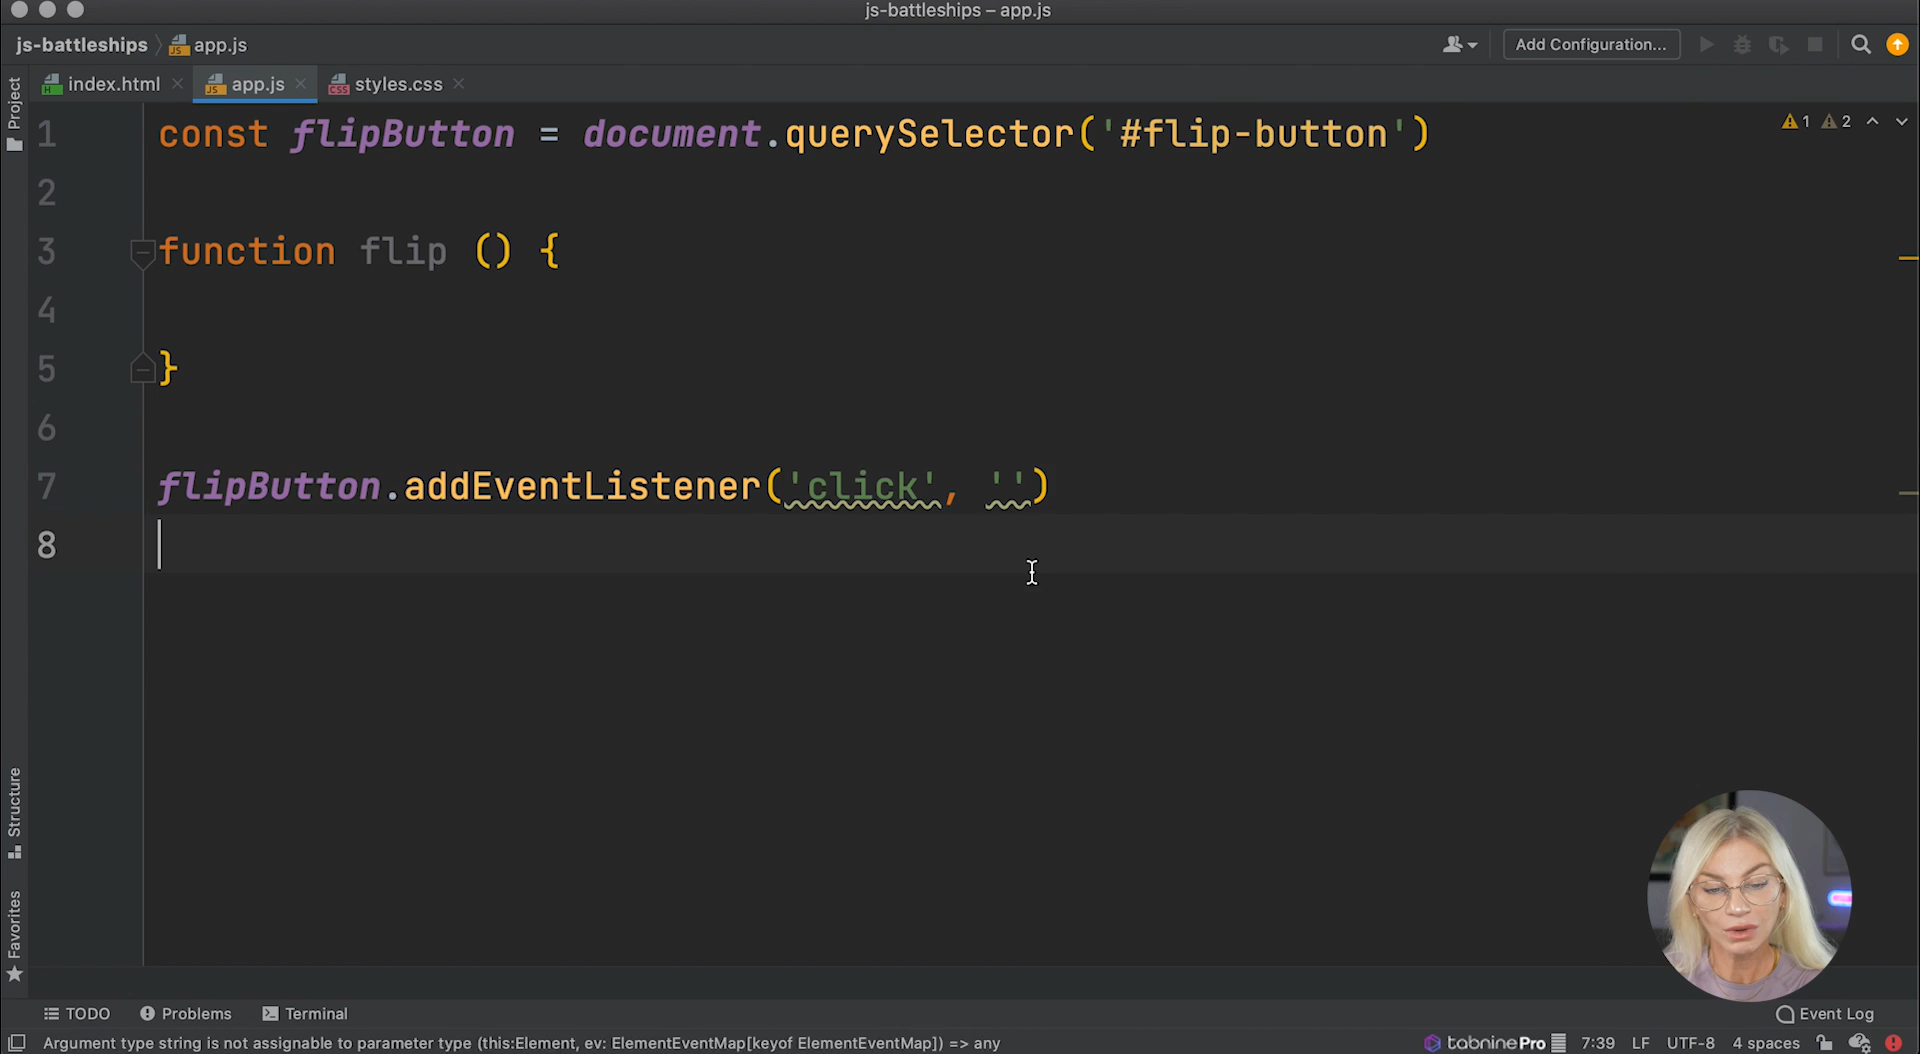 js-battleships – app.js
js-battleships
app.js
Add Configuration...
Project
index.html
app.js
styles.css
1 const flipButton = document.querySelector('#flip-button')
1 2
2
3 function flip () {
4
5 }
6
7 flipButton.addEventListener('click', '')
8
Structure
Favorites
TODO
Problems
Terminal
Event Log
Argument type string is not assignable to parameter type (this:Element, ev: ElementEventMap[keyof ElementEventMap]) => any
tabnine Pro
7:39
LF
UTF-8
4 spaces